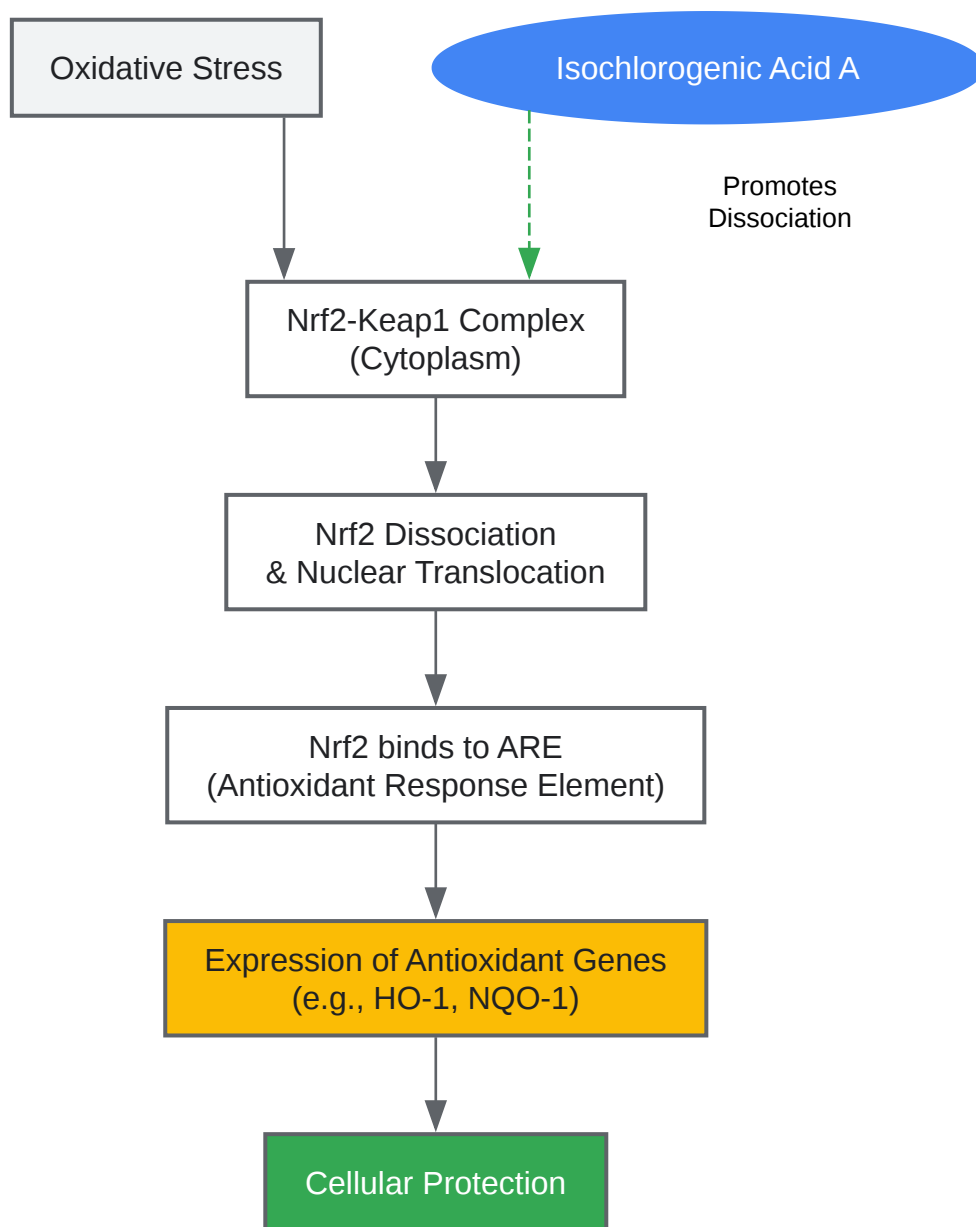 Oxidative Stress
Isochlorogenic Acid A
Promotes
Dissociation
Nrf2-Keap1 Complex
(Cytoplasm)
Nrf2 Dissociation
& Nuclear Translocation
Nrf2 binds to ARE
(Antioxidant Response Element)
Expression of Antioxidant Genes
(e.g., HO-1, NQO-1)
Cellular Protection